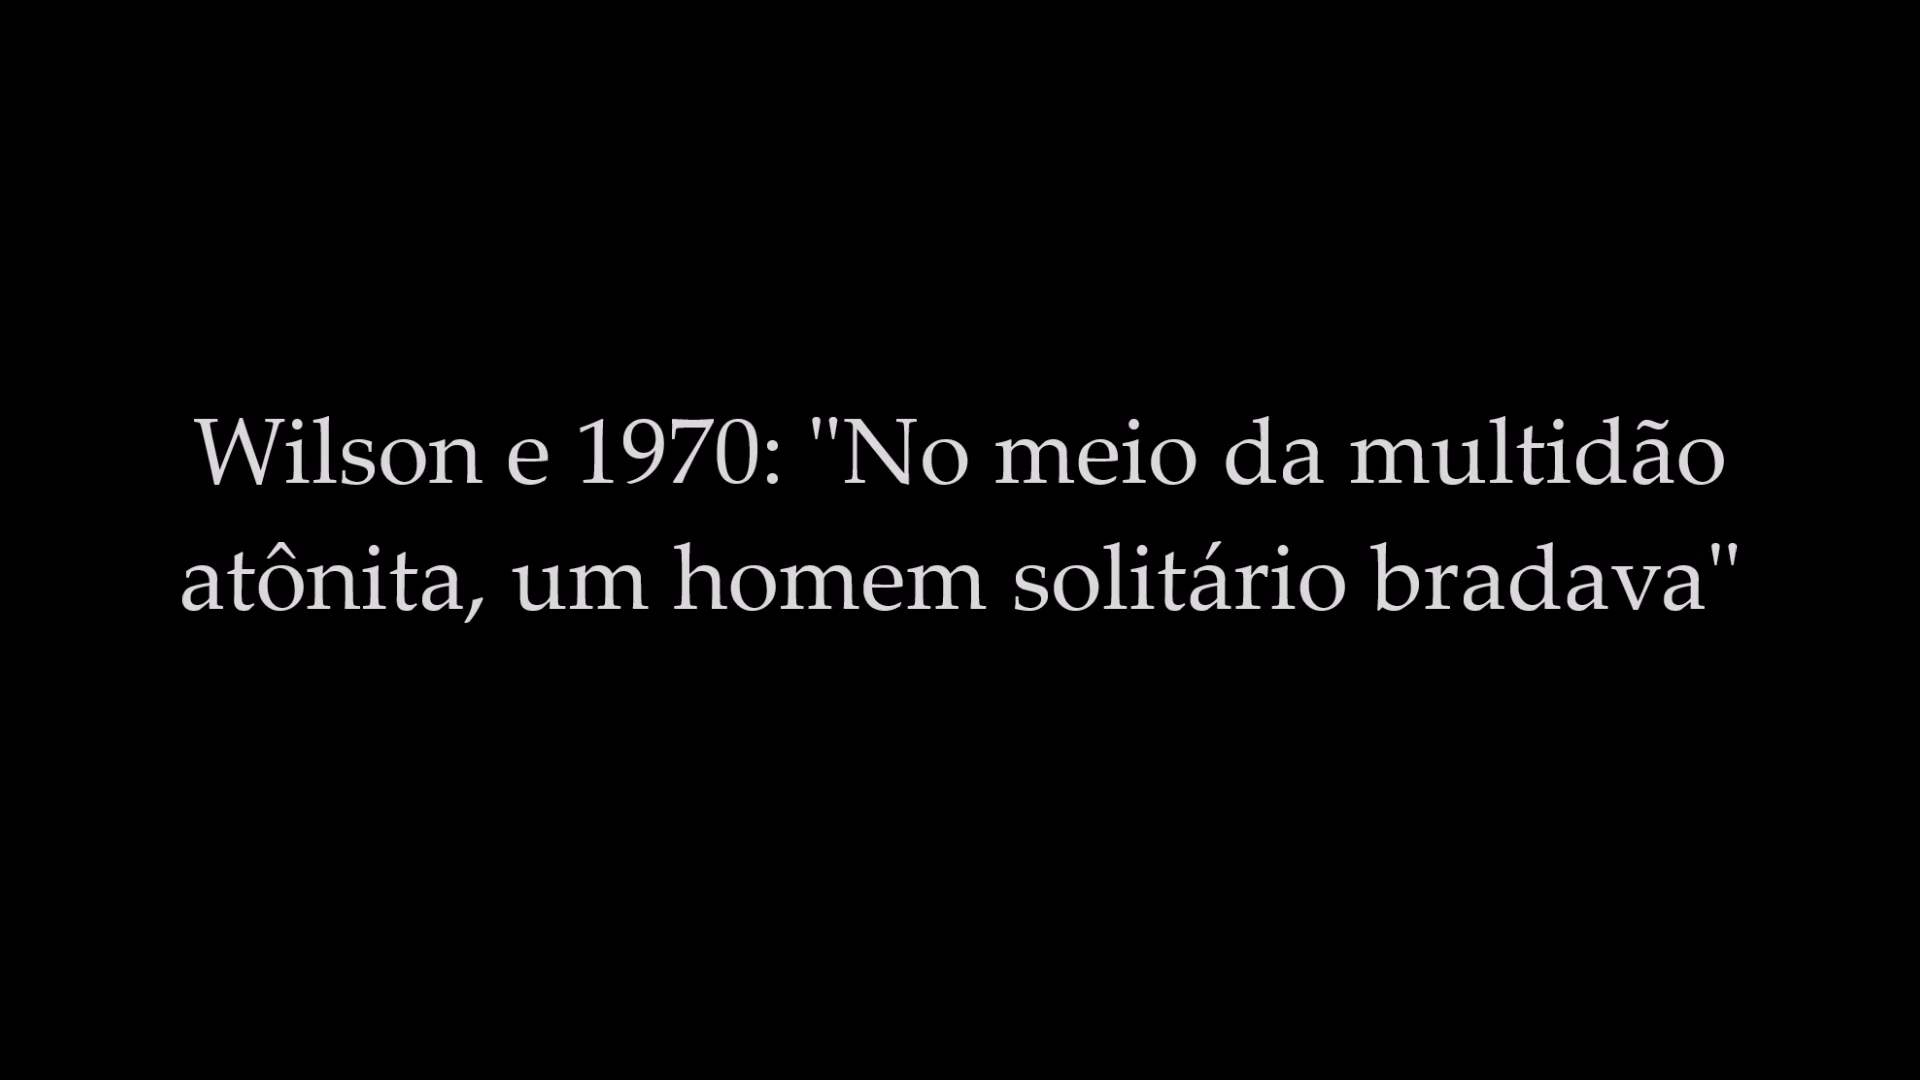 Wilson e 1970: "No meio da multidão
atônita, um homem solitário bradava"